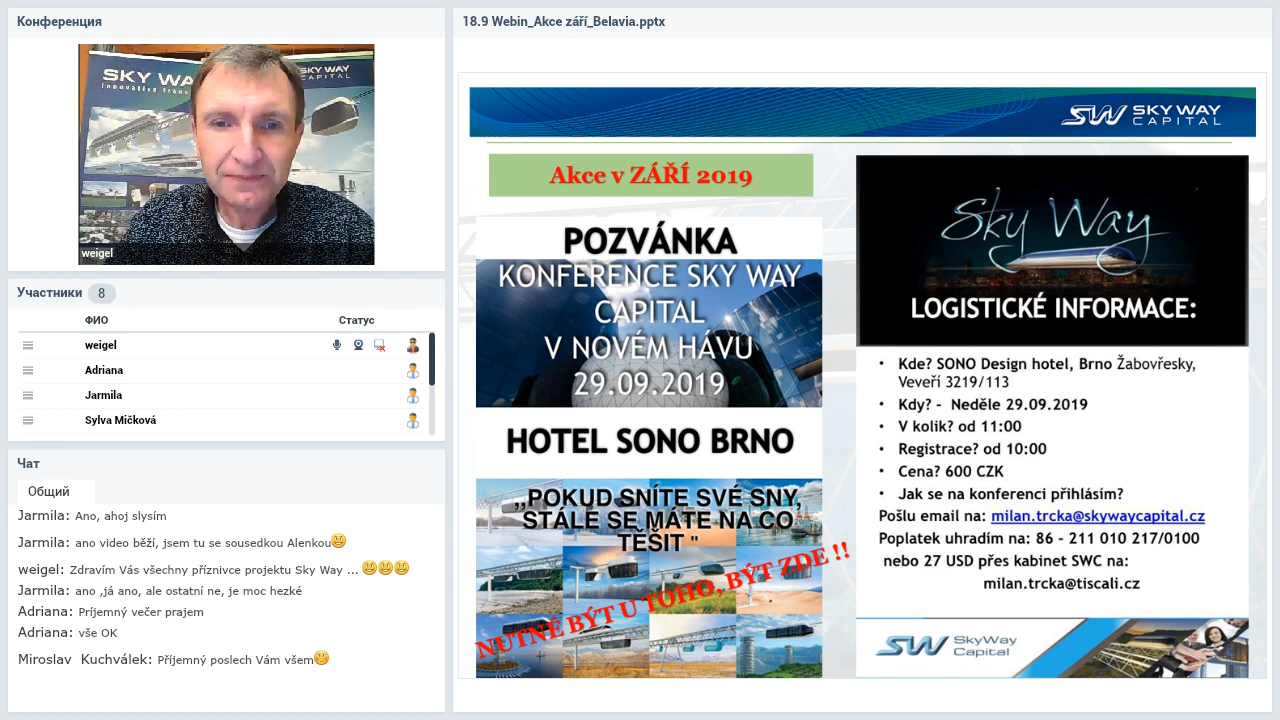 Конференция
SKY WA
innovative trans
SKY WAY
CAPITAL
weigel
Участники 8
ФИО Статус
weigel
Adriana
Jarmila
Sylva Mičková
Чат
Общий
Jarmila: Ano, ahoj slysím
Jarmila: ano video běží, jsem tu se sousedkou Alenkou
weigel: Zdravím Vás všechny příznivce projektu Sky Way ...
Jarmila: ano ,já ano, ale ostatní ne, je moc hezké
Adriana: Príjemný večer prajem
Adriana: vše OK
Miroslav Kuchválek: Příjemný poslech Vám všem
18.9 Webin_Akce září_Belavia.pptx
SW SKY WAY
CAPITAL
Akce v ZÁŘÍ 2019
POZVÁNKA
KONFERENCE SKY WAY
CAPITAL
V NOVÉM HÁVU
29.09.2019
HOTEL SONO BRNO
,,POKUD SNÍTE SVÉ SNY,
STÁLE SE MÁTE NA CO
TĚŠIT "
NUTNÉ BÝT U TOHO, BÝT ZDE !!
Sky Way
LOGISTICKÉ INFORMACE:
• Kde? SONO Design hotel, Brno Žabovřesky,
Veveří 3219/113
• Kdy? - Neděle 29.09.2019
• V kolik? od 11:00
• Registrace? od 10:00
• Cena? 600 CZK
• Jak se na konferenci přihlásím?
Pošlu email na: milan.trcka@skywaycapital.cz
Poplatek uhradím na: 86 - 211 010 217/0100
nebo 27 USD přes kabinet SWC na:
milan.trcka@tiscali.cz
SW SkyWay
Capital